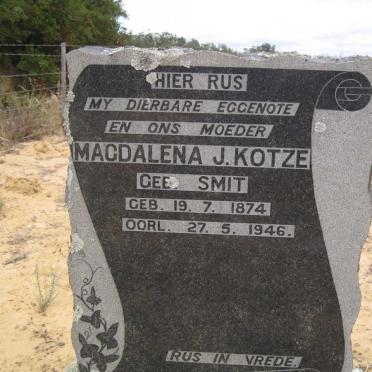 HIER RUS
MY DIERBARE EGGENOTE
EN ONS MOEDER
MAGDALENA J. KOTZE
GEB SMIT
GEB. 19. 7. 1874
OORL. 27. 5. 1946.
RUS IN VREDE.